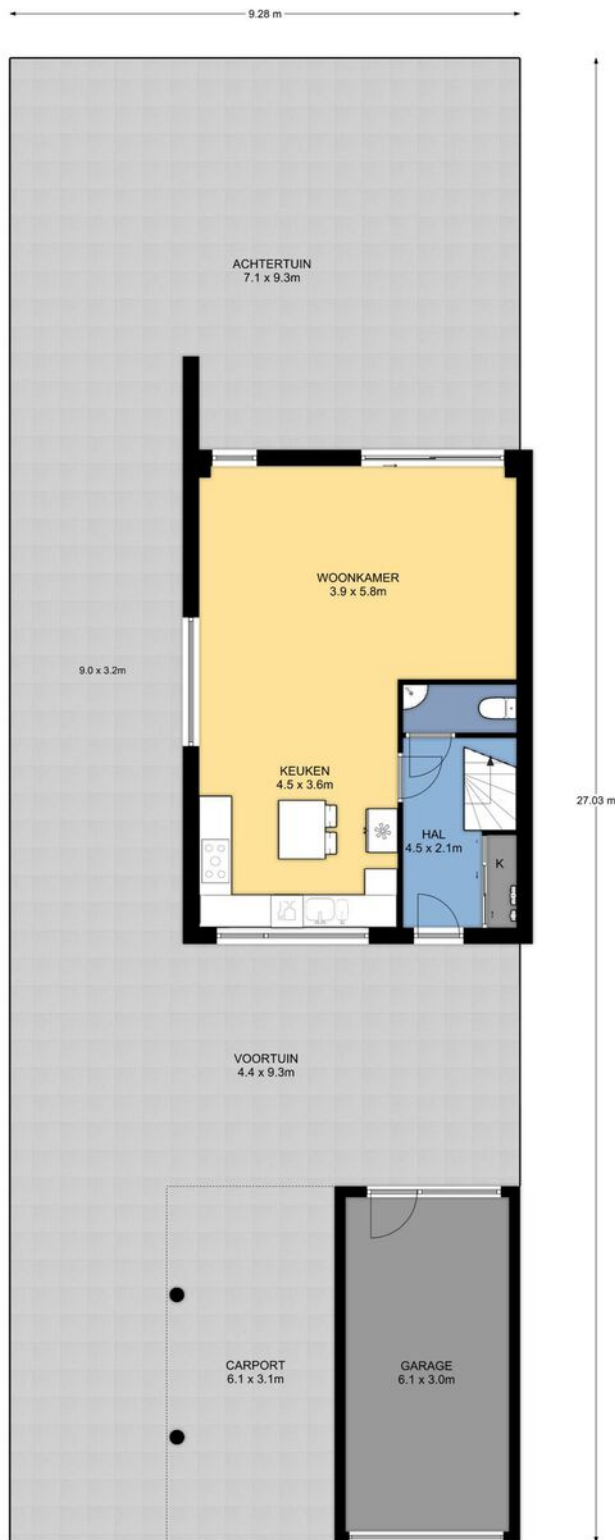 9.28 m
ACHTERTUIN
7.1 x 9.3m
WOONKAMER
3.9 x 5.8m
9.0 x 3.2m
KEUKEN
4.5 x 3.6m
27.03 m
HAL
4.5 x 2.1m
K
VOORTUIN
4.4 x 9.3m
CARPORT
6.1 x 3.1m
GARAGE
6.1 x 3.0m